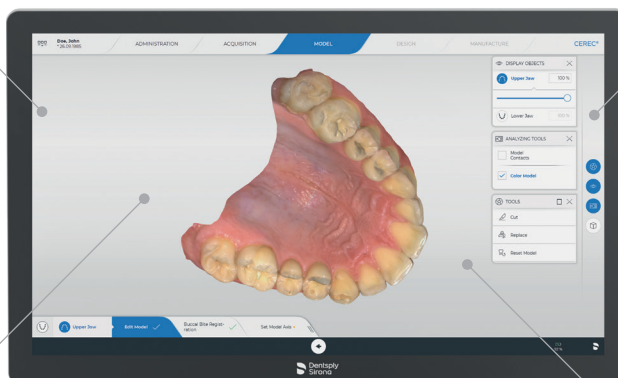 Doe, John
* 26.09.1985
ADMINISTRATION
ACQUISITION
MODEL
DESIGN
MANUFACTURE
CEREC®
DISPLAY OBJECTS
Upper Jaw 100 %
Lower Jaw 100 %
ANALYZING TOOLS
Model
Contacts
Color Model
TOOLS
Cut
Replace
Reset Model
Upper Jaw
Edit Model
Buccal Bite Regist-
ration
Set Model Axis
Dentsply
Sirona